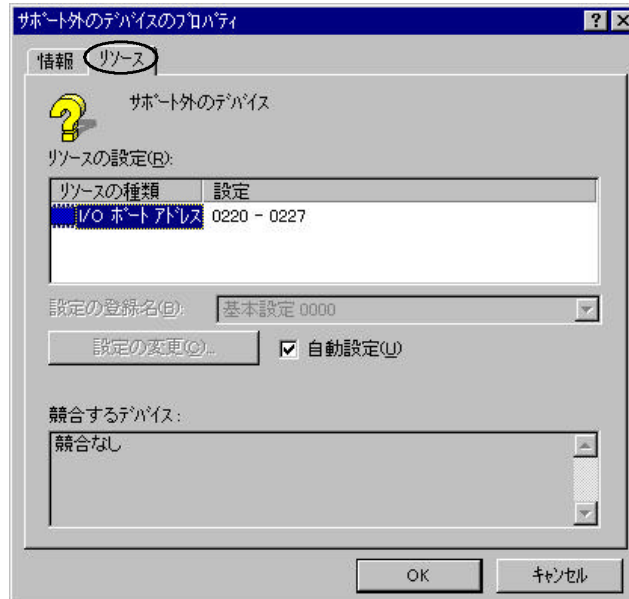 サポート外のデバイスのプロパティ
情報 リソース
サポート外のデバイス
リソースの設定(R):
リソースの種類 設定
I/O ポート アドレス 0220 - 0227
設定の登録名(B): 基本設定 0000
設定の変更(C)... 自動設定(U)
競合するデバイス:
競合なし
OK キャンセル